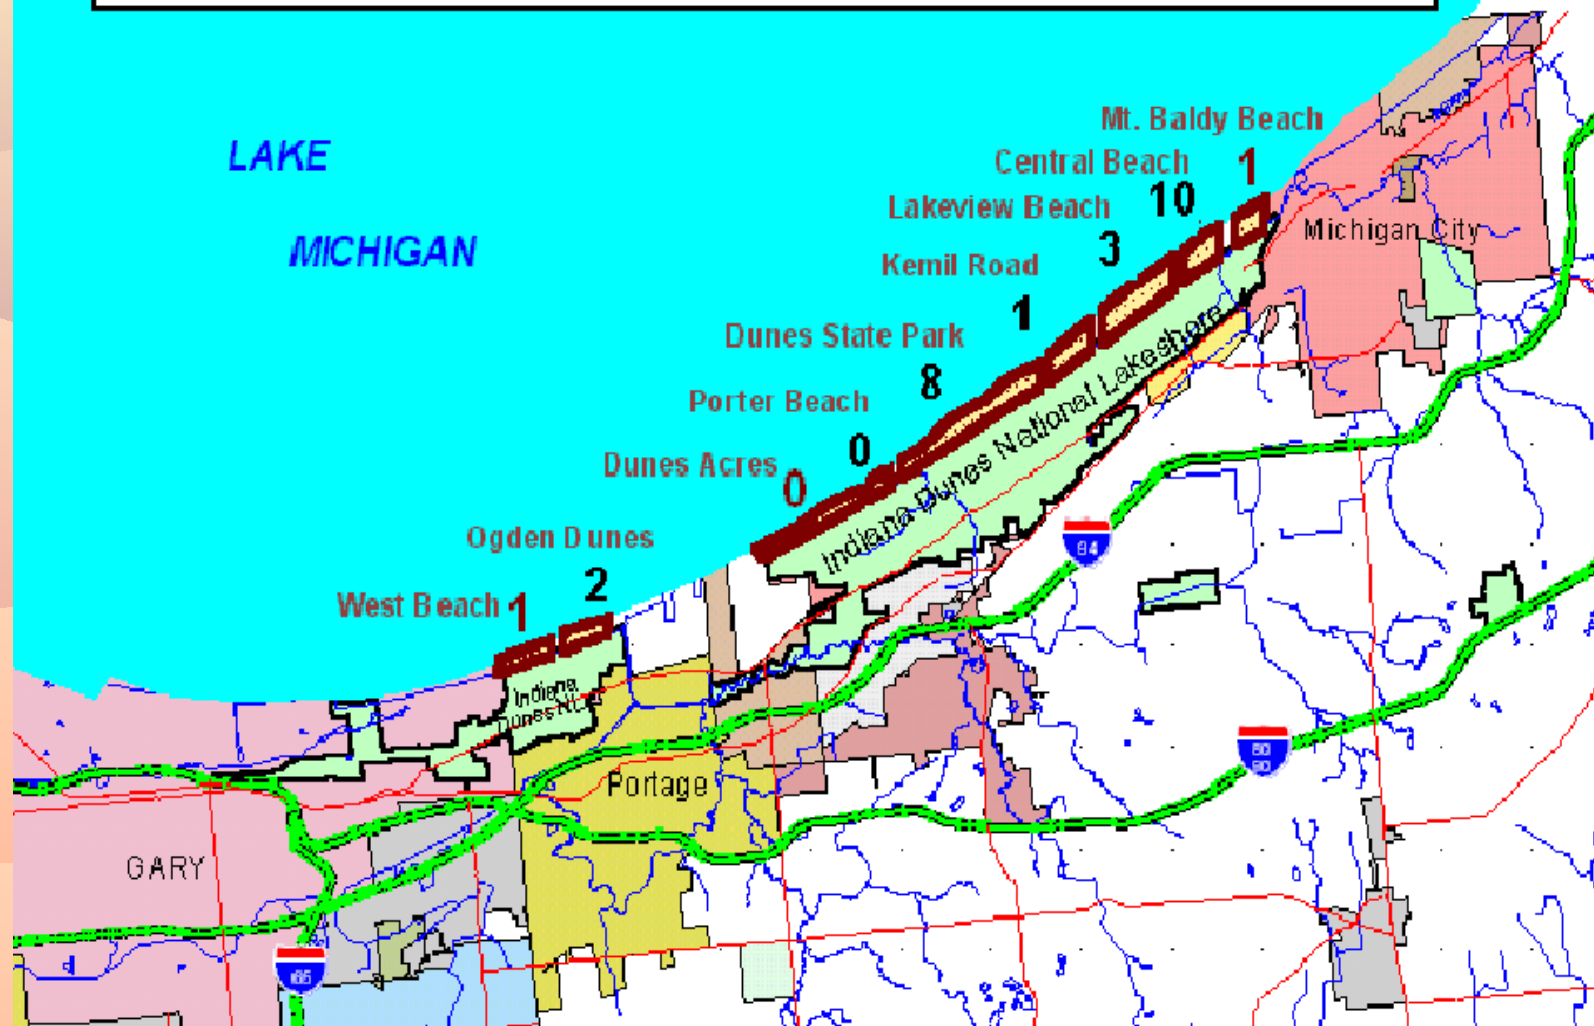 Mt. Baldy Beach
1
Central Beach
10
Lakeview Beach
3
Kemil Road
1
Dunes State Park
8
Porter Beach
0
Dunes Acres
0
Ogden Dunes
2
West Beach
1
LAKE
MICHIGAN
Michigan City
Indiana Dunes National Lakeshore
Indiana
Portage
GARY
94
80
90
65